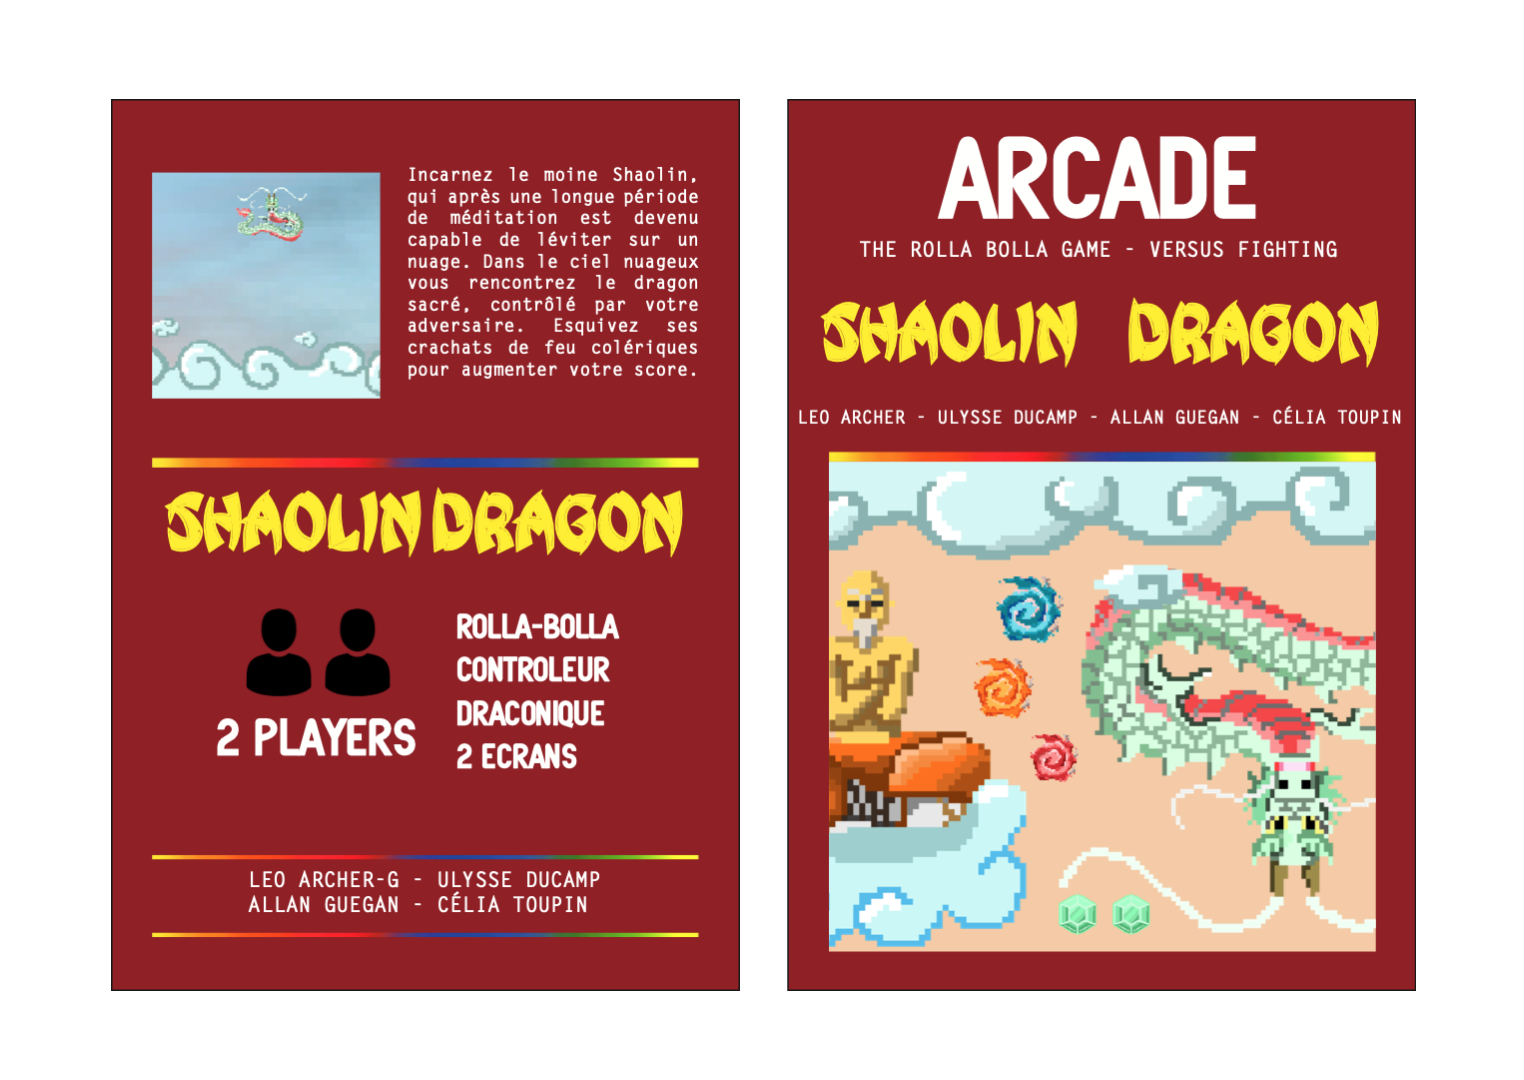 Incarnez le moine Shaolin,
qui après une longue période
de méditation est devenu
capable de léviter sur un
nuage. Dans le ciel nuageux
vous rencontrez le dragon
sacré, contrôlé par votre
adversaire. Esquivez ses
crachats de feu colériques
pour augmenter votre score.
SHAOLIN DRAGON
2 PLAYERS
ROLLA-BOLLA
CONTROLEUR
DRACONIQUE
2 ECRANS
LEO ARCHER-G - ULYSSE DUCAMP
ALLAN GUEGAN - CÉLIA TOUPIN
ARCADE
THE ROLLA BOLLA GAME - VERSUS FIGHTING
SHAOLIN DRAGON
LEO ARCHER - ULYSSE DUCAMP - ALLAN GUEGAN - CÉLIA TOUPIN